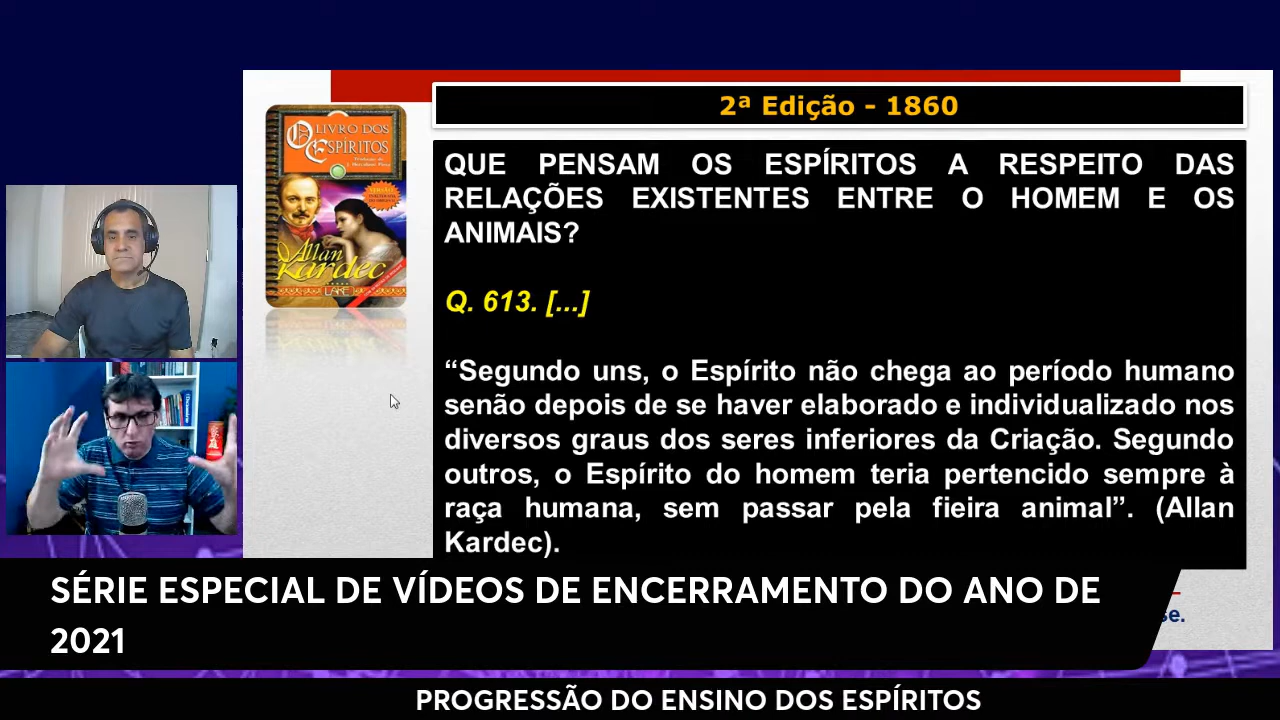 2ª Edição - 1860
O LIVRO DOS
ESPÍRITOS
Allan
Kardec
LAKE
QUE PENSAM OS ESPÍRITOS A RESPEITO DAS
RELAÇÕES EXISTENTES ENTRE O HOMEM E OS
ANIMAIS?
Q. 613. [...]
“Segundo uns, o Espírito não chega ao período humano
senão depois de se haver elaborado e individualizado nos
diversos graus dos seres inferiores da Criação. Segundo
outros, o Espírito do homem teria pertencido sempre à
raça humana, sem passar pela fieira animal”. (Allan
Kardec).
SÉRIE ESPECIAL DE VÍDEOS DE ENCERRAMENTO DO ANO DE
2021
PROGRESSÃO DO ENSINO DOS ESPÍRITOS